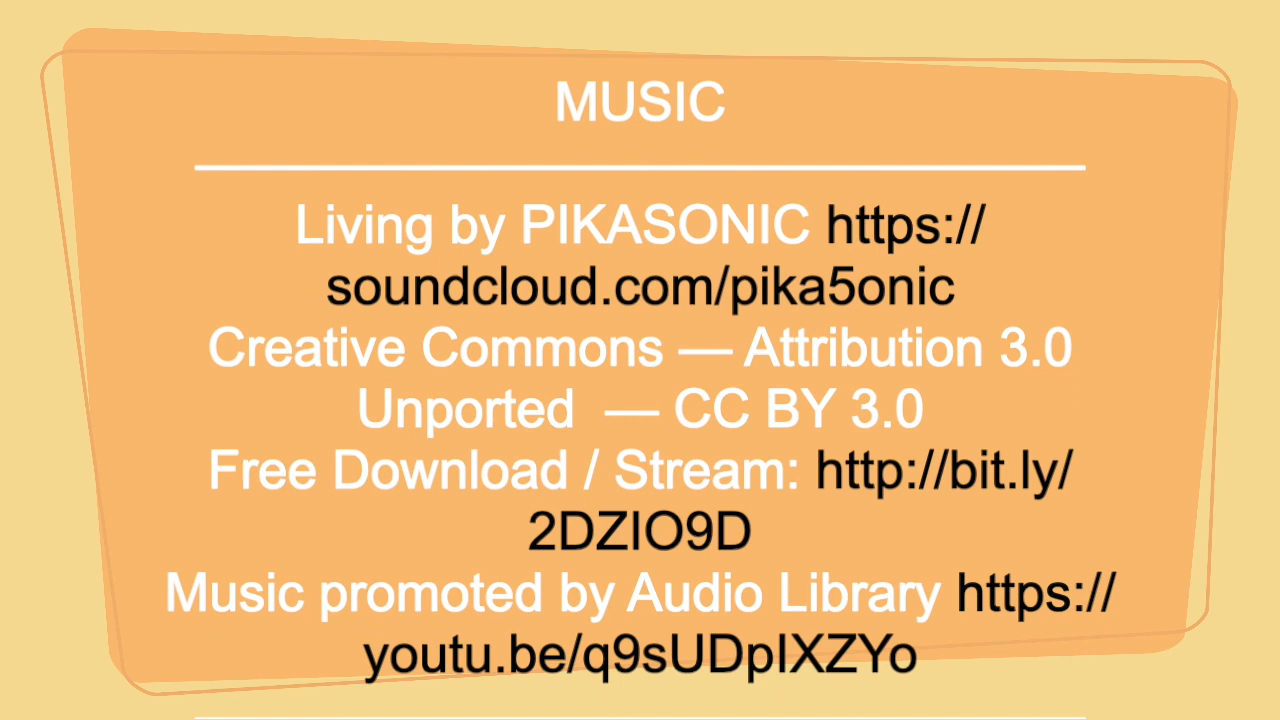 MUSIC
Living by PIKASONIC https://
soundcloud.com/pika5onic
Creative Commons — Attribution 3.0
Unported  — CC BY 3.0
Free Download / Stream: http://bit.ly/
2DZIO9D
Music promoted by Audio Library https://
youtu.be/q9sUDpIXZYo